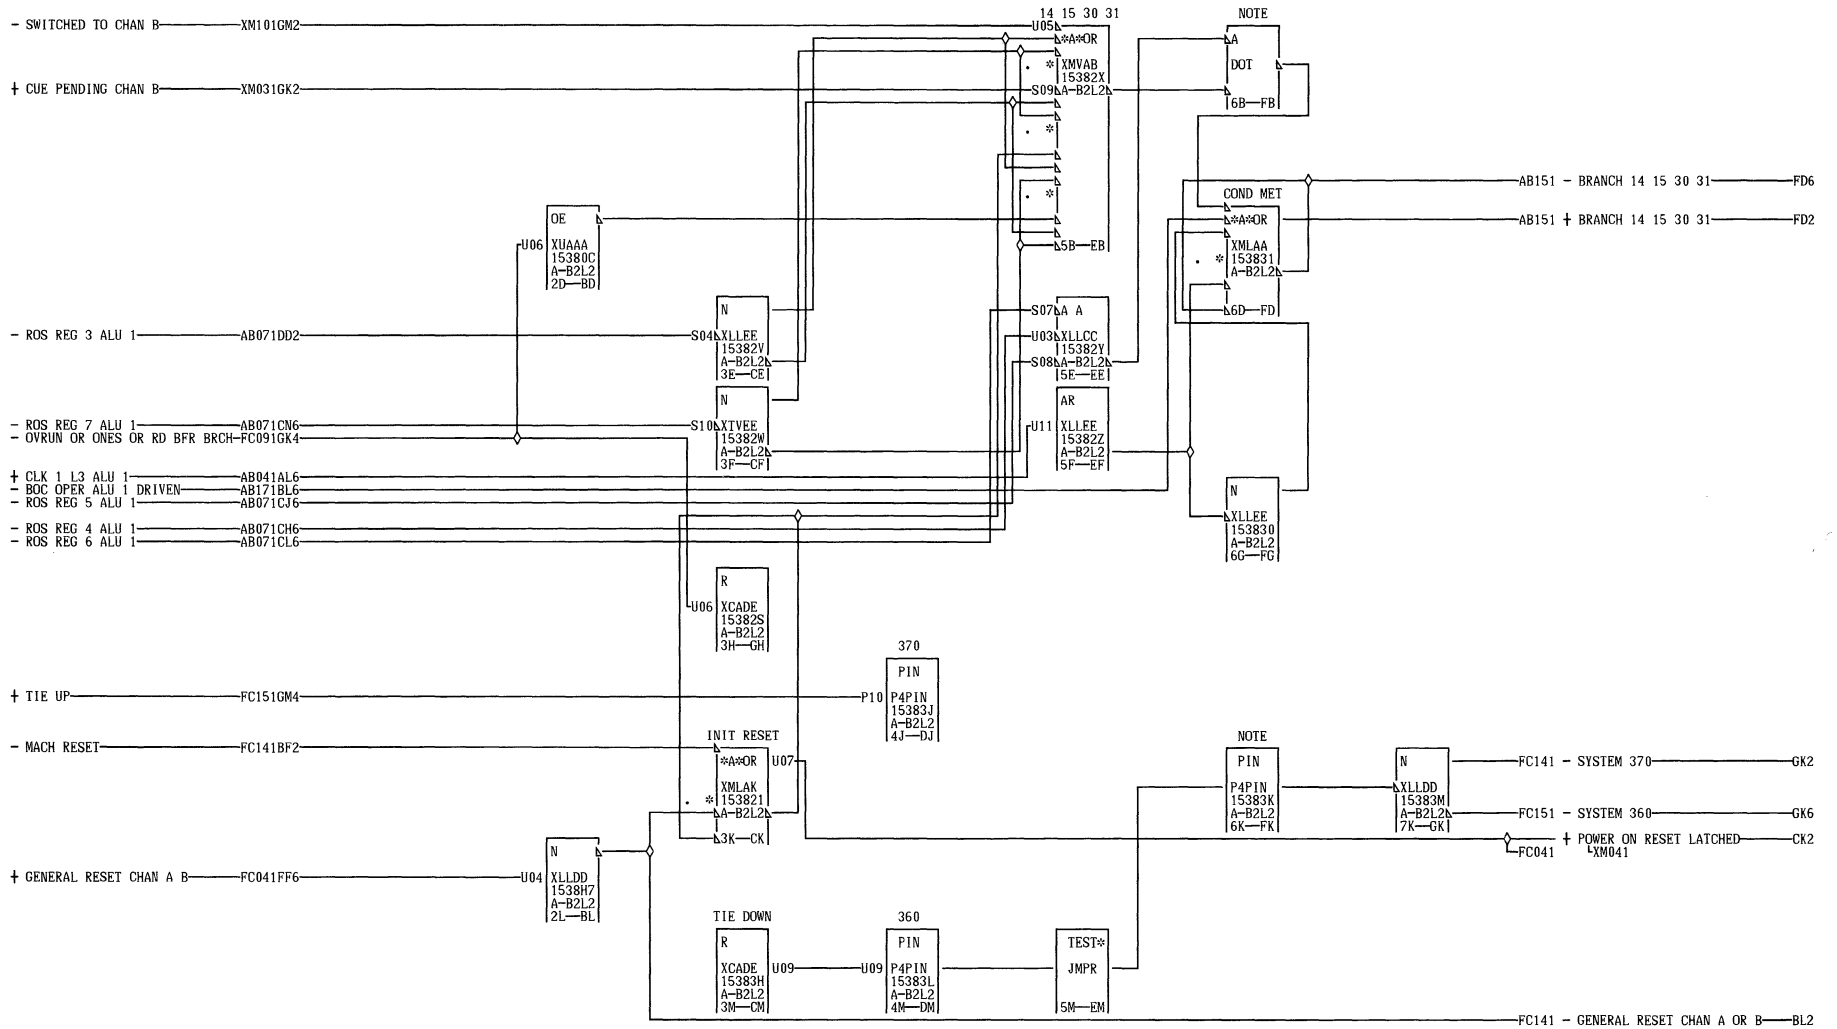 14 15 30 31
NOTE
- SWITCHED TO CHAN B XM101GM2
U05 *A*OR
A
. * XMVAB
DOT
15382X
+ CUE PENDING CHAN B XM031GK2
S09 A-B2L2
6B—FB
. *
AB151 - BRANCH 14 15 30 31 FD6
. *
COND MET
OE
*A*OR
AB151 + BRANCH 14 15 30 31 FD2
U06 XUAAA
5B—EB
XMLAA
15380C
. * 153831
A-B2L2
A-B2L2
2D—BD
N
S07 A A
6D—FD
- ROS REG 3 ALU 1 AB071DD2
S04 XLLEE
U03 XLLCC
15382V
15382Y
A-B2L2
S08 A-B2L2
3E—CE
5E—EE
N
AR
- ROS REG 7 ALU 1 AB071CN6
S10 XTVEE
U11 XLLEE
- OVRUN OR ONES OR RD BFR BRCH FC091GK4
15382W
15382Z
A-B2L2
A-B2L2
3F—CF
5F—EF
+ CLK 1 L3 ALU 1 AB041AL6
- BOC OPER ALU 1 DRIVEN AB171BL6
N
- ROS REG 5 ALU 1 AB071CJ6
XLLEE
- ROS REG 4 ALU 1 AB071CH6
153830
- ROS REG 6 ALU 1 AB071CL6
A-B2L2
6G—FG
R
U06 XCADE
15382S
A-B2L2
3H—GH
370
PIN
+ TIE UP FC151GM4
P10 P4PIN
15383J
A-B2L2
4J—DJ
INIT RESET
NOTE
- MACH RESET FC141BF2
*A*OR U07
PIN
N
FC141 - SYSTEM 370 GK2
XMLAK
P4PIN
XLLDD
. * 153821
15383K
15383M
A-B2L2
A-B2L2
A-B2L2
FC151 - SYSTEM 360 GK6
3K—CK
6K—FK
7K—GK
+ POWER ON RESET LATCHED CK2
N
FC041 XM041
+ GENERAL RESET CHAN A B FC041FF6
U04 XLLDD
1538H7
A-B2L2
2L—BL
TIE DOWN
360
R
PIN
TEST*
XCADE U09
U09 P4PIN
JMPR
15383H
15383L
A-B2L2
A-B2L2
3M—CM
4M—DM
5M—EM
FC141 - GENERAL RESET CHAN A OR B BL2